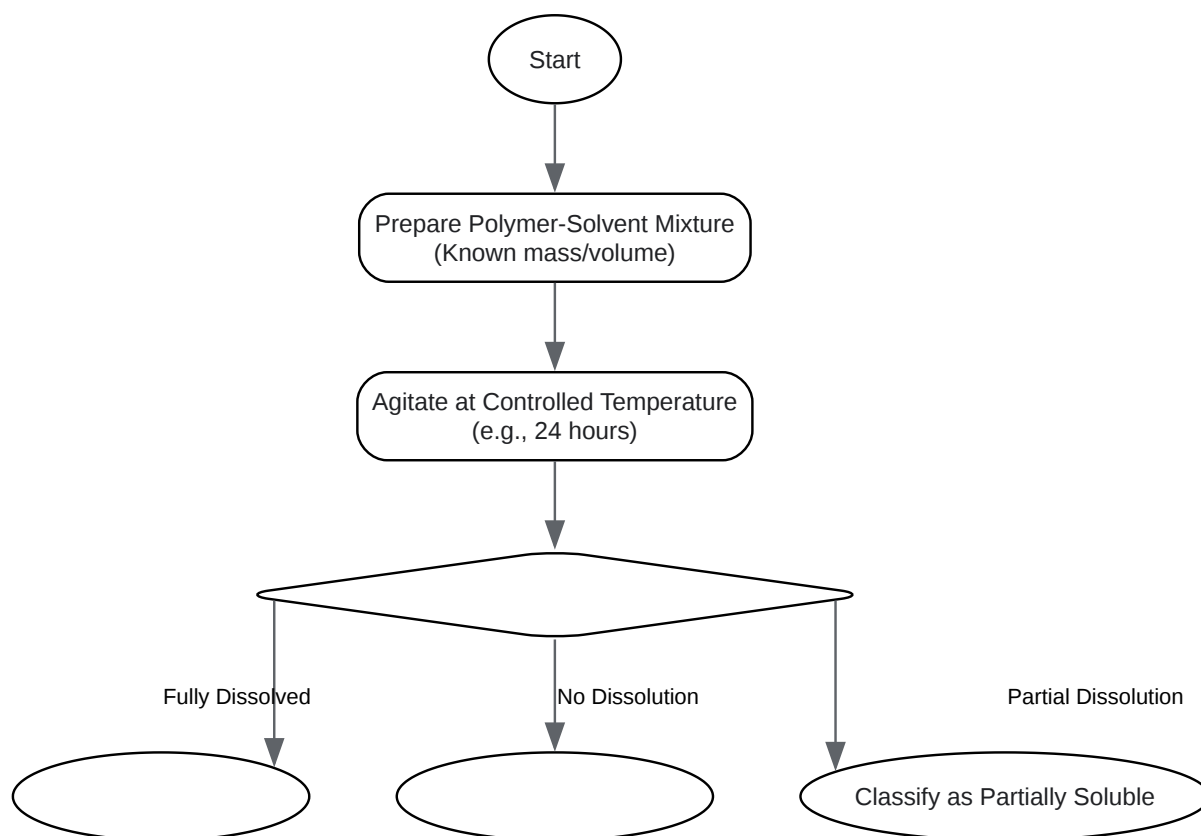 Start
Prepare Polymer-Solvent Mixture
(Known mass/volume)
Agitate at Controlled Temperature
(e.g., 24 hours)
Fully Dissolved
No Dissolution
Partial Dissolution
Classify as Partially Soluble